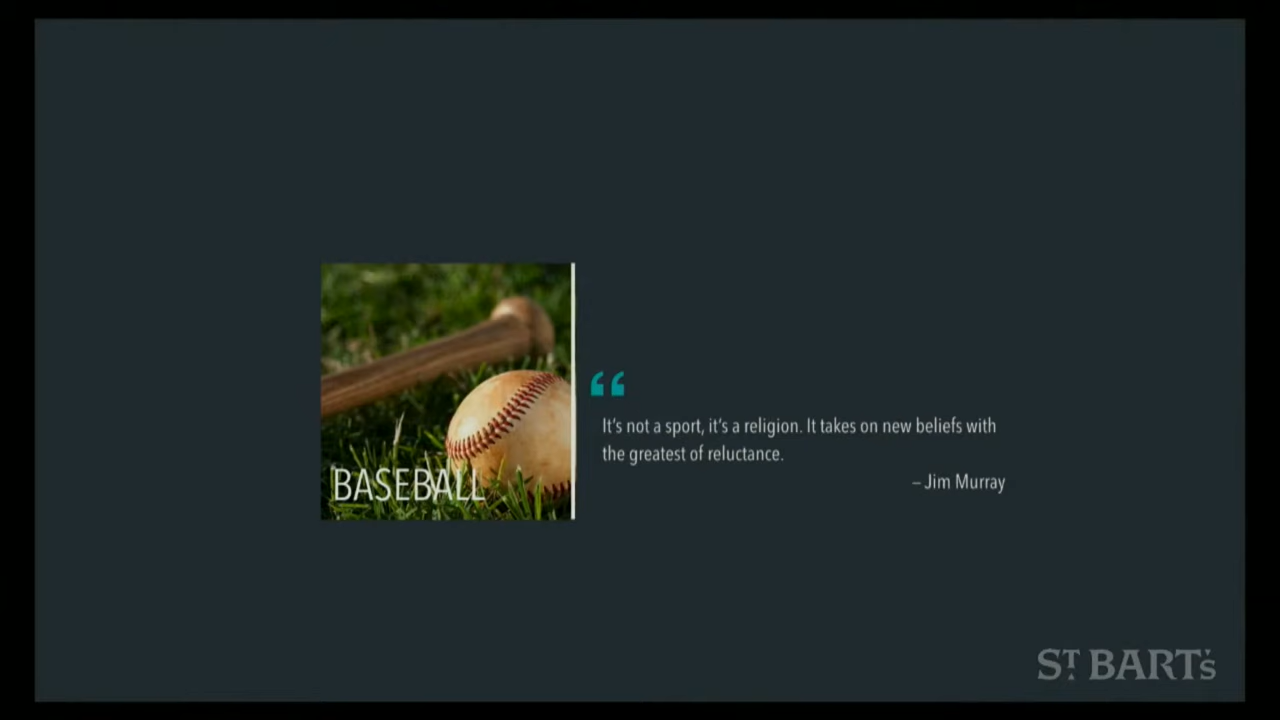 BASEBALL
“
It’s not a sport, it’s a religion. It takes on new beliefs with
the greatest of reluctance.
– Jim Murray
ST BART'S